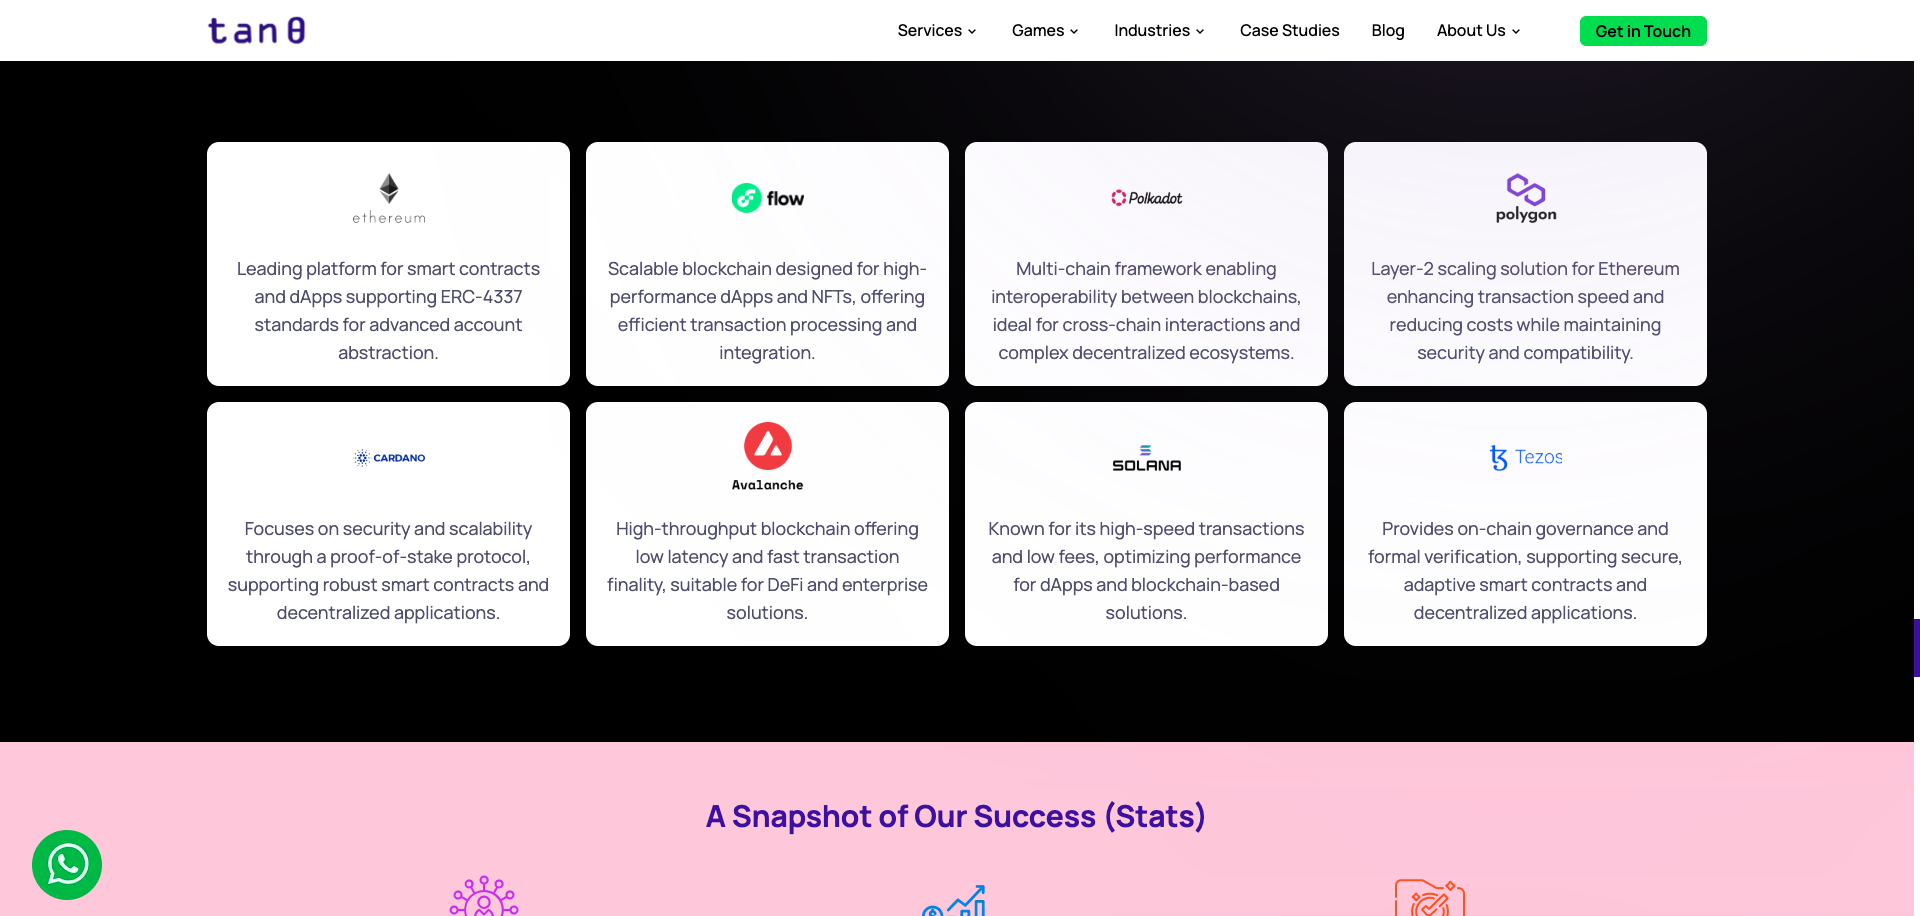 tan θ
Services
Games
Industries
Case Studies
Blog
About Us
Get in Touch
ethereum
Leading platform for smart contracts
and dApps supporting ERC-4337
standards for advanced account
abstraction.
flow
Scalable blockchain designed for high-
performance dApps and NFTs, offering
efficient transaction processing and
integration.
Polkadot
Multi-chain framework enabling
interoperability between blockchains,
ideal for cross-chain interactions and
complex decentralized ecosystems.
polygon
Layer-2 scaling solution for Ethereum
enhancing transaction speed and
reducing costs while maintaining
security and compatibility.
CARDANO
Focuses on security and scalability
through a proof-of-stake protocol,
supporting robust smart contracts and
decentralized applications.
Avalanche
High-throughput blockchain offering
low latency and fast transaction
finality, suitable for DeFi and enterprise
solutions.
SOLANA
Known for its high-speed transactions
and low fees, optimizing performance
for dApps and blockchain-based
solutions.
Tezos
Provides on-chain governance and
formal verification, supporting secure,
adaptive smart contracts and
decentralized applications.
A Snapshot of Our Success (Stats)